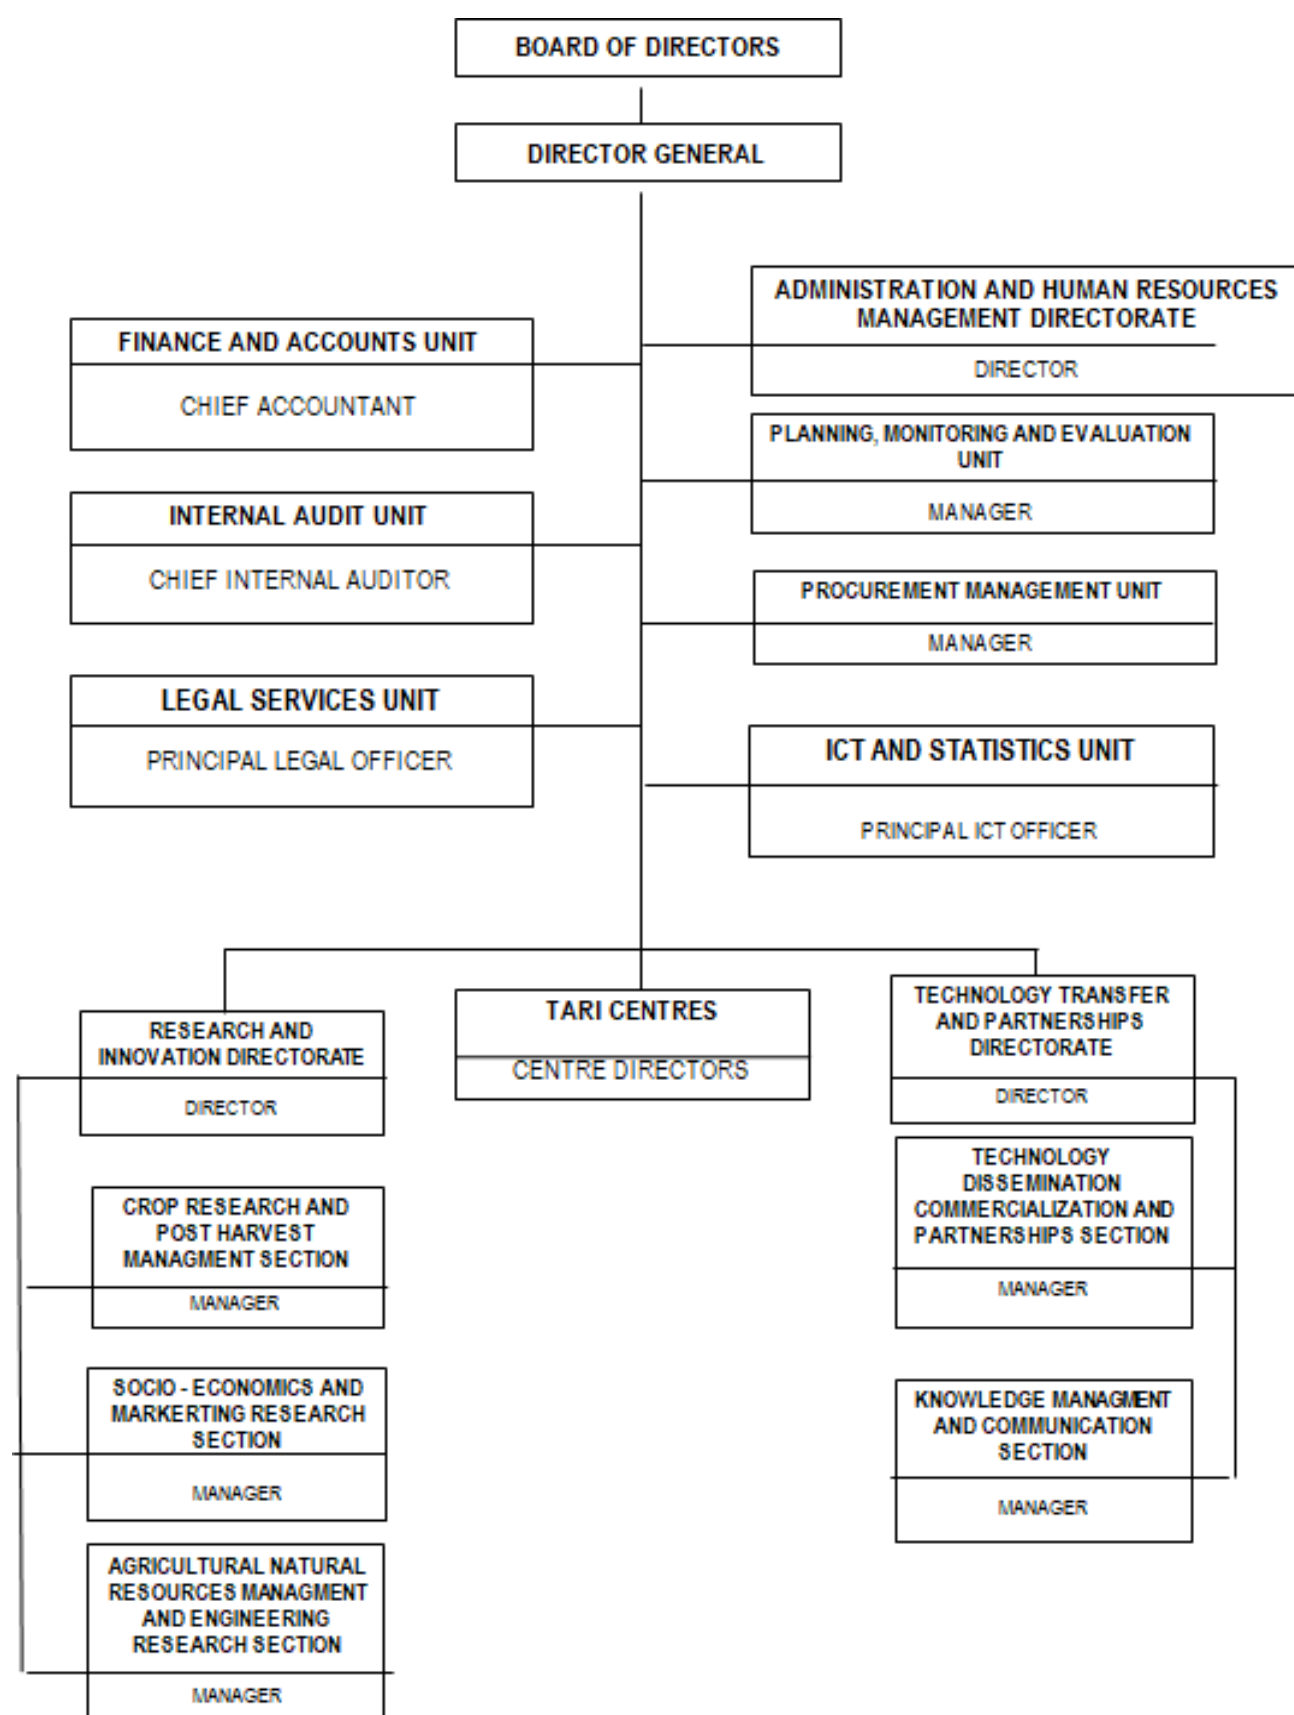 BOARD OF DIRECTORS
DIRECTOR GENERAL
ADMINISTRATION AND HUMAN RESOURCES
MANAGEMENT DIRECTORATE
DIRECTOR
FINANCE AND ACCOUNTS UNIT
CHIEF ACCOUNTANT
PLANNING, MONITORING AND EVALUATION
UNIT
MANAGER
INTERNAL AUDIT UNIT
CHIEF INTERNAL AUDITOR
PROCUREMENT MANAGEMENT UNIT
MANAGER
LEGAL SERVICES UNIT
PRINCIPAL LEGAL OFFICER
ICT AND STATISTICS UNIT
PRINCIPAL ICT OFFICER
RESEARCH AND
INNOVATION DIRECTORATE
DIRECTOR
TARI CENTRES
CENTRE DIRECTORS
TECHNOLOGY TRANSFER
AND PARTNERSHIPS
DIRECTORATE
DIRECTOR
CROP RESEARCH AND
POST HARVEST
MANAGMENT SECTION
MANAGER
TECHNOLOGY
DISSEMINATION
COMMERCIALIZATION AND
PARTNERSHIPS SECTION
MANAGER
SOCIO - ECONOMICS AND
MARKERTING RESEARCH
SECTION
MANAGER
KNOWLEDGE MANAGMENT
AND COMMUNICATION
SECTION
MANAGER
AGRICULTURAL NATURAL
RESOURCES MANAGMENT
AND ENGINEERING
RESEARCH SECTION
MANAGER